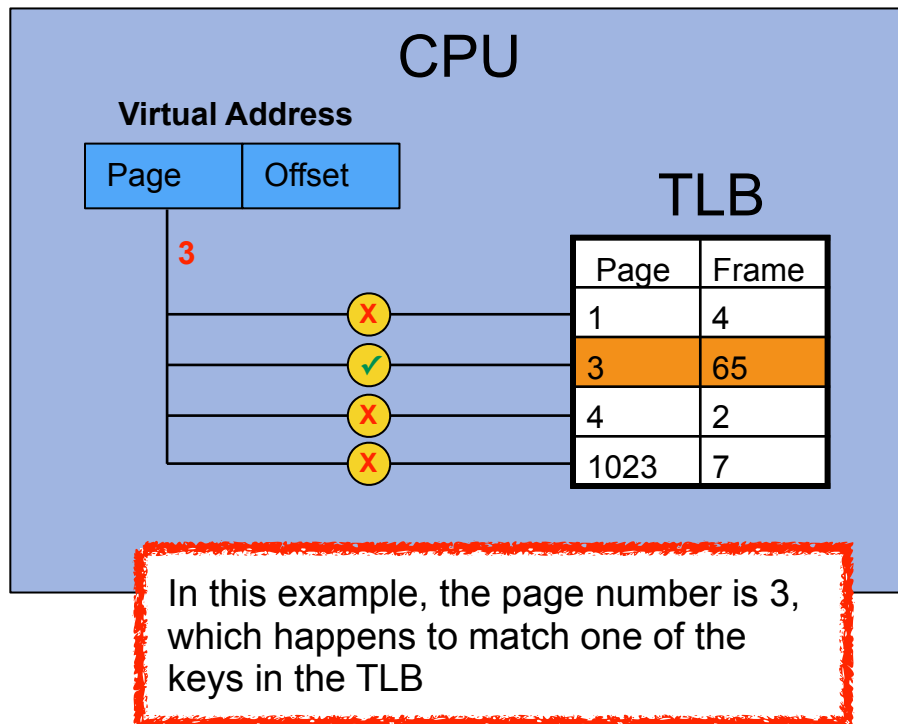 CPU
Virtual Address
Page Offset
TLB
3
Page Frame
X 1 4
✓ 3 65
X 4 2
X 1023 7
In this example, the page number is 3,
which happens to match one of the
keys in the TLB